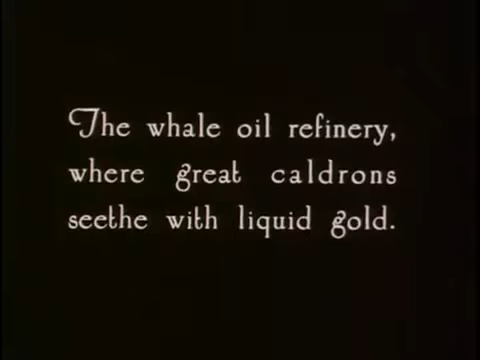 The whale oil refinery,
where great caldrons
seethe with liquid gold.